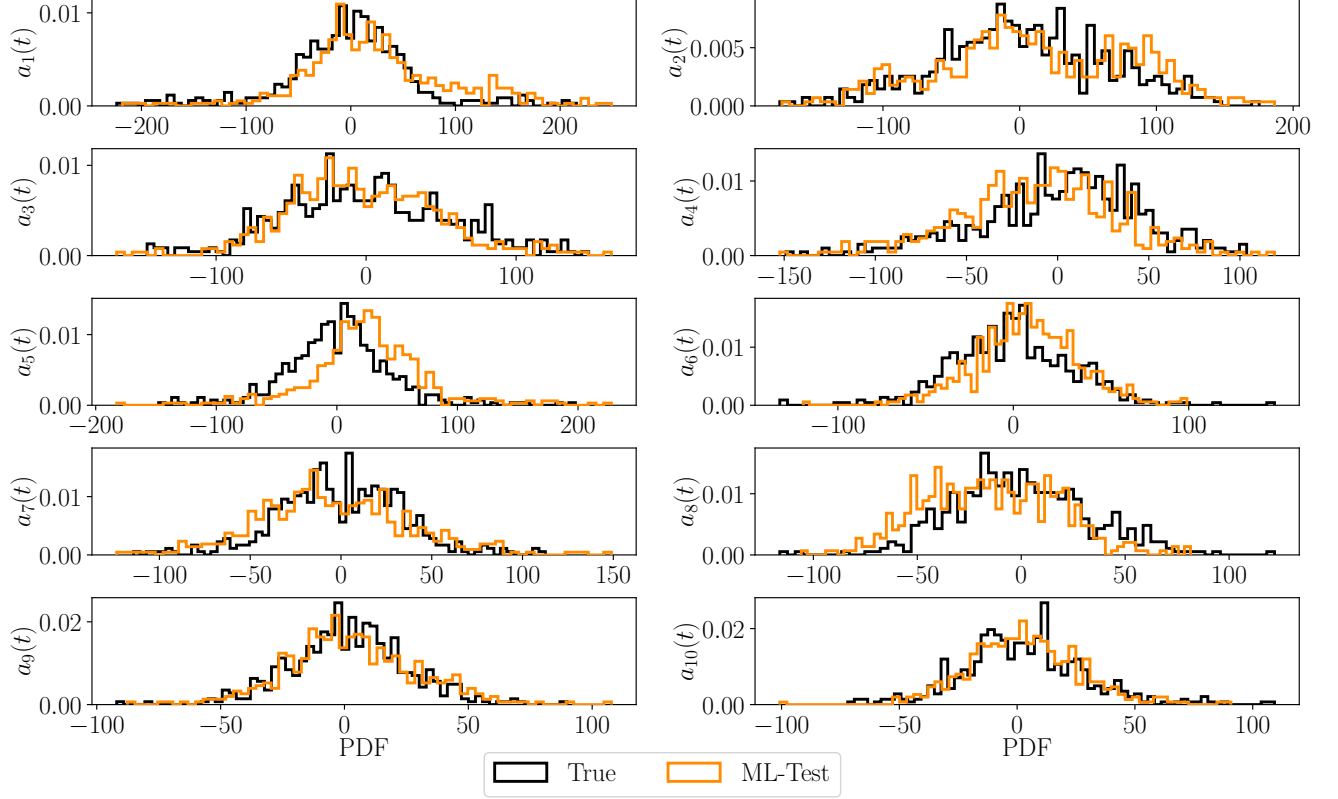 a₁(t)
0.01
0.00
−200 −100 0 100 200
a₂(t)
0.005
0.000
−100 0 100 200
a₃(t)
0.01
0.00
−100 0 100
a₄(t)
0.01
0.00
−150 −100 −50 0 50 100
a₅(t)
0.01
0.00
−200 −100 0 100 200
a₆(t)
0.01
0.00
−100 0 100
a₇(t)
0.01
0.00
−100 −50 0 50 100 150
a₈(t)
0.01
0.00
−100 −50 0 50 100
a₉(t)
0.02
0.00
−100 −50 0 50 100
PDF
a₁₀(t)
0.02
0.00
−100 −50 0 50 100
PDF
True ML-Test